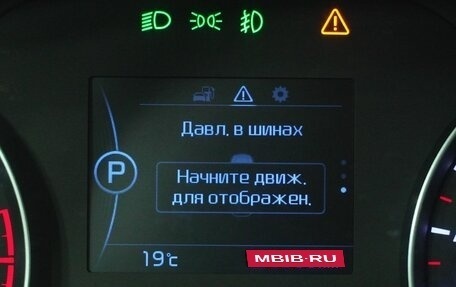 Давл. в шинах
P
Начните движ.
для отображен.
19°c
MBIB·RU